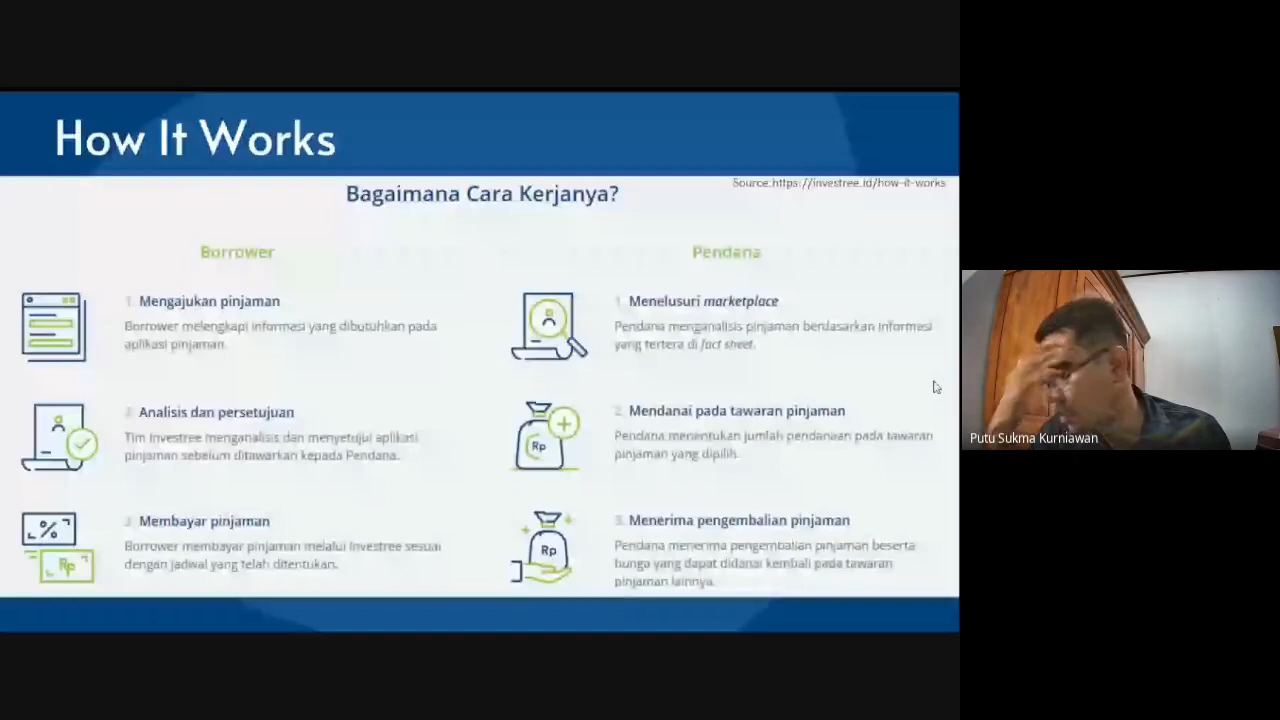 How It Works
Source:https://investree.id/how-it-works
Bagaimana Cara Kerjanya?
Borrower
1. Mengajukan pinjaman
Borrower melengkapi informasi yang dibutuhkan pada
aplikasi pinjaman.
2. Analisis dan persetujuan
Tim Investree menganalisis dan menyetujui aplikasi
pinjaman sebelum ditawarkan kepada Pendana.
3. Membayar pinjaman
Borrower membayar pinjaman melalui Investree sesuai
dengan jadwal yang telah ditentukan.
Rp
Pendana
1. Menelusuri marketplace
Pendana menganalisis pinjaman berdasarkan informasi
yang tertera di fact sheet.
Rp
2. Mendanai pada tawaran pinjaman
Pendana menentukan jumlah pendanaan pada tawaran
pinjaman yang dipilih.
Rp
3. Menerima pengembalian pinjaman
Pendana menerima pengembalian pinjaman beserta
bunga yang dapat didanai kembali pada tawaran
pinjaman lainnya.
Putu Sukma Kurniawan